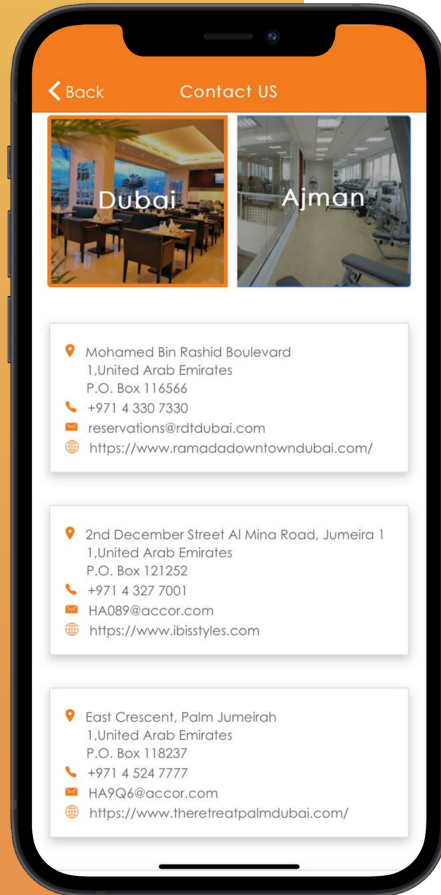 Back
Contact US
Dubai
Ajman
Mohamed Bin Rashid Boulevard
1,United Arab Emirates
P.O. Box 116566
+971 4 330 7330
reservations@rdtdubai.com
https://www.ramadadowntowndubai.com/
2nd December Street Al Mina Road, Jumeira 1
1,United Arab Emirates
P.O. Box 121252
+971 4 327 7001
HA089@accor.com
https://www.ibisstyles.com
East Crescent, Palm Jumeirah
1,United Arab Emirates
P.O. Box 118237
+971 4 524 7777
HA9Q6@accor.com
https://www.theretreatpalmdubai.com/